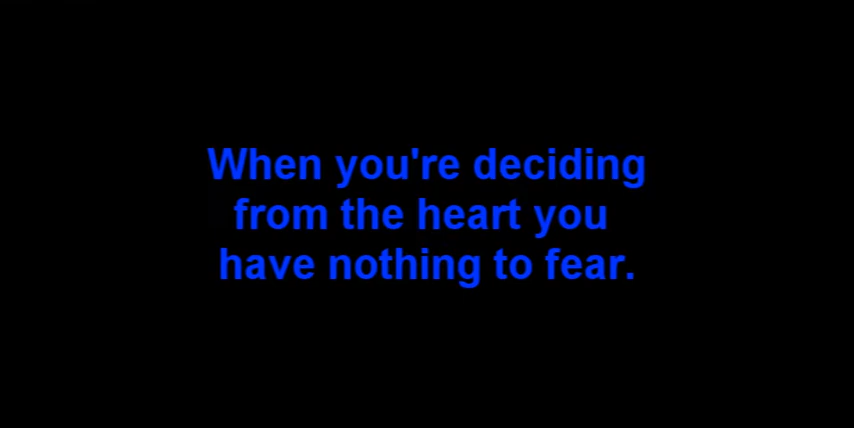 When you're deciding
from the heart you
have nothing to fear.